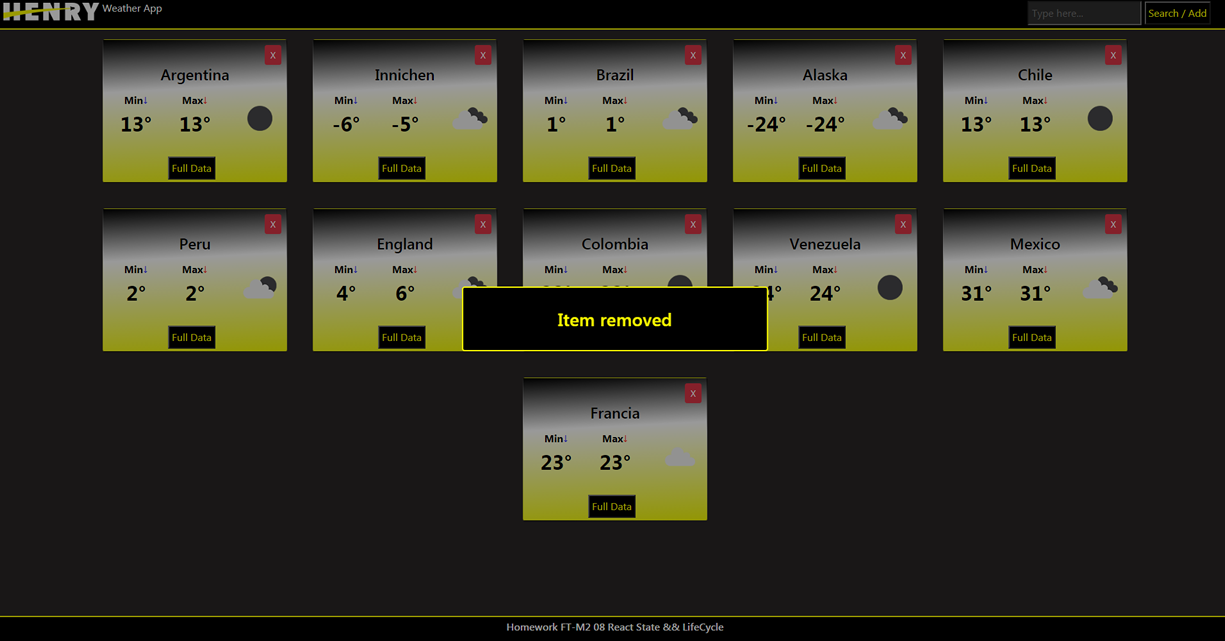 HENRY Weather App Type here... Search / Add
X X X X X
Argentina Innichen Brazil Alaska Chile
Min↓ Max↓ Min↓ Max↓ Min↓ Max↓ Min↓ Max↓ Min↓ Max↓
13° 13° -6° -5° 1° 1° -24° -24° 13° 13°
Full Data Full Data Full Data Full Data Full Data
X X X X X
Peru England Colombia Venezuela Mexico
Min↓ Max↓ Min↓ Max↓ Min↓ Max↓ Min↓ Max↓ Min↓ Max↓
2° 2° 4° 6° 24° 31° 31°
Item removed
Full Data Full Data Full Data Full Data
X
Francia
Min↓ Max↓
23° 23°
Full Data
Homework FT-M2 08 React State && LifeCycle